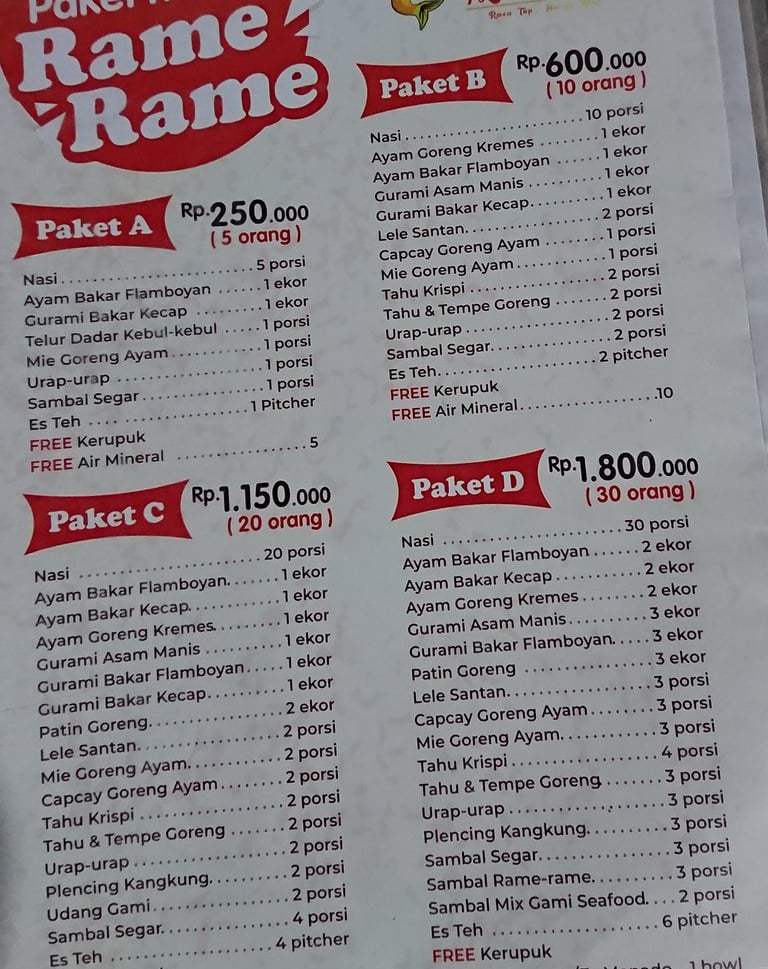 Rame
Rame
Paket A
Rp.250.000
( 5 orang )
Nasi 5 porsi
Ayam Bakar Flamboyan 1 ekor
Gurami Bakar Kecap 1 ekor
Telur Dadar Kebul-kebul 1 porsi
Mie Goreng Ayam 1 porsi
Urap-urap 1 porsi
Sambal Segar 1 porsi
Es Teh 1 Pitcher
FREE Kerupuk
FREE Air Mineral 5
Paket B
Rp.600.000
( 10 orang )
Nasi 10 porsi
Ayam Goreng Kremes 1 ekor
Ayam Bakar Flamboyan 1 ekor
Gurami Asam Manis 1 ekor
Gurami Bakar Kecap 1 ekor
Lele Santan 2 porsi
Capcay Goreng Ayam 1 porsi
Mie Goreng Ayam 1 porsi
Tahu Krispi 2 porsi
Tahu & Tempe Goreng 2 porsi
Urap-urap 2 porsi
Sambal Segar 2 porsi
Es Teh 2 pitcher
FREE Kerupuk
FREE Air Mineral 10
Paket C
Rp.1.150.000
( 20 orang )
Nasi 20 porsi
Ayam Bakar Flamboyan 1 ekor
Ayam Bakar Kecap 1 ekor
Ayam Goreng Kremes 1 ekor
Gurami Asam Manis 1 ekor
Gurami Bakar Flamboyan 1 ekor
Gurami Bakar Kecap 1 ekor
Patin Goreng 2 ekor
Lele Santan 2 porsi
Mie Goreng Ayam 2 porsi
Capcay Goreng Ayam 2 porsi
Tahu Krispi 2 porsi
Tahu & Tempe Goreng 2 porsi
Urap-urap 2 porsi
Plencing Kangkung 2 porsi
Udang Gami 2 porsi
Sambal Segar 4 porsi
Es Teh 4 pitcher
Paket D
Rp.1.800.000
( 30 orang )
Nasi 30 porsi
Ayam Bakar Flamboyan 2 ekor
Ayam Bakar Kecap 2 ekor
Ayam Goreng Kremes 2 ekor
Gurami Asam Manis 3 ekor
Gurami Bakar Flamboyan 3 ekor
Patin Goreng 3 ekor
Lele Santan 3 porsi
Capcay Goreng Ayam 3 porsi
Mie Goreng Ayam 3 porsi
Tahu Krispi 4 porsi
Tahu & Tempe Goreng 3 porsi
Urap-urap 3 porsi
Plencing Kangkung 3 porsi
Sambal Segar 3 porsi
Sambal Rame-rame 3 porsi
Sambal Mix Gami Seafood 2 porsi
Es Teh 6 pitcher
FREE Kerupuk
1 bowl